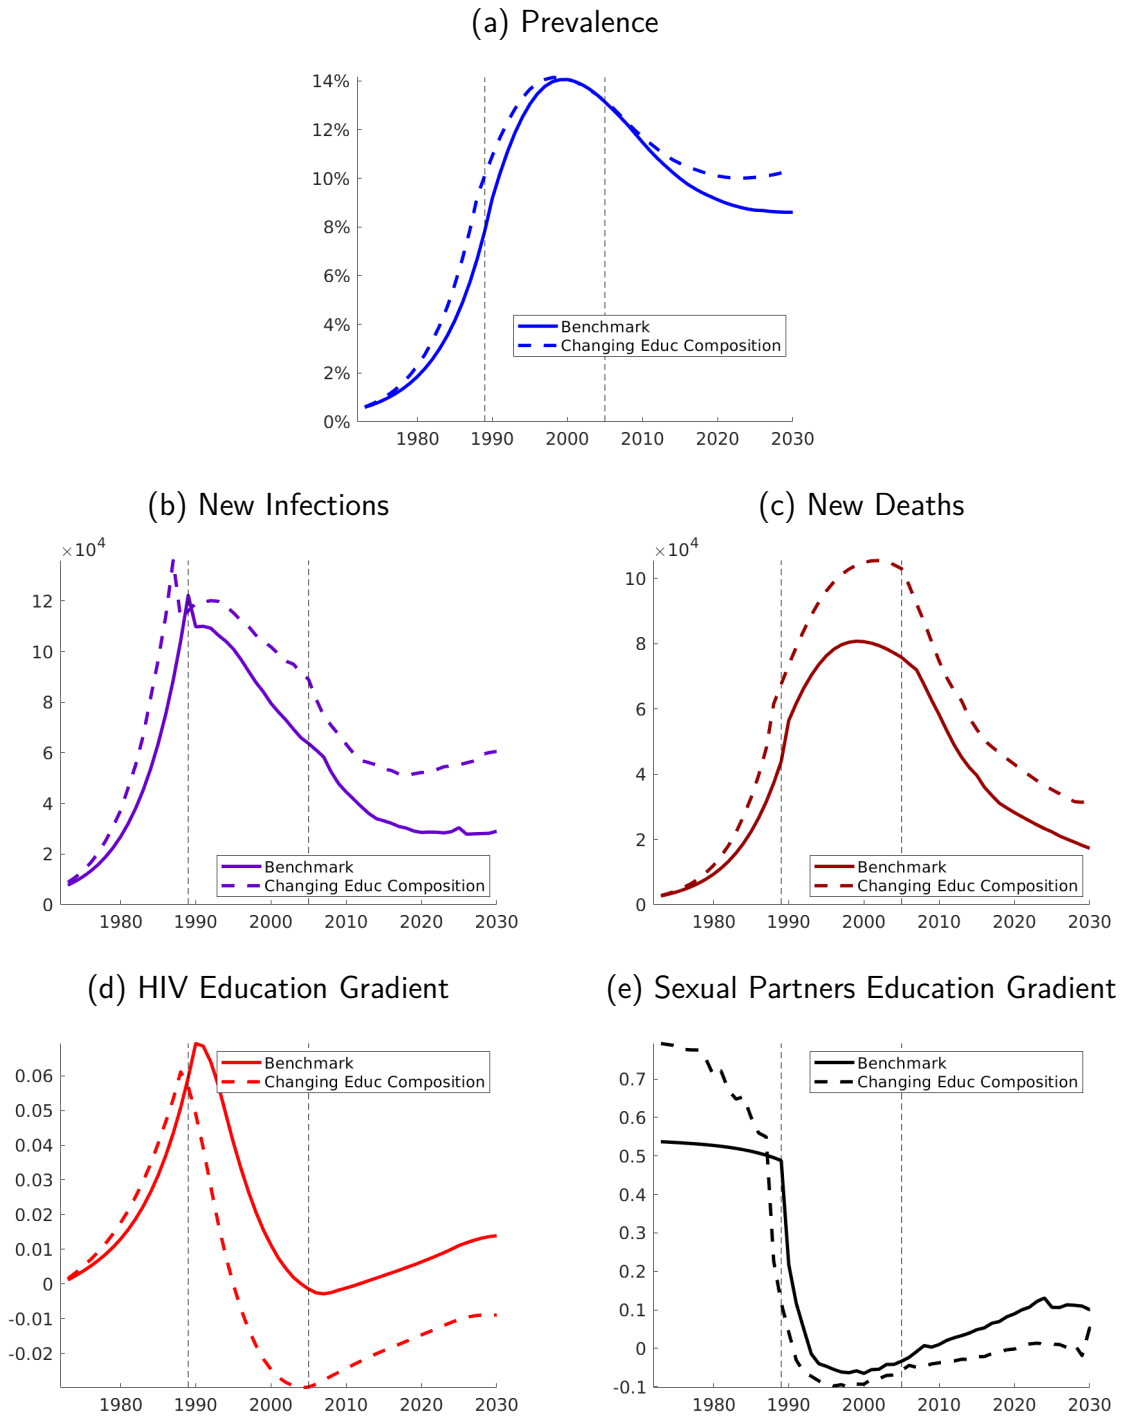 (a) Prevalence
14%
12%
10%
8%
6%
4%
2%
0%
Benchmark
Changing Educ Composition
1980 1990 2000 2010 2020 2030
(b) New Infections
×10^4
12
10
8
6
4
2
0
Benchmark
Changing Educ Composition
1980 1990 2000 2010 2020 2030
(c) New Deaths
×10^4
10
8
6
4
2
0
Benchmark
Changing Educ Composition
1980 1990 2000 2010 2020 2030
(d) HIV Education Gradient
Benchmark
Changing Educ Composition
0.06
0.05
0.04
0.03
0.02
0.01
0
-0.01
-0.02
1980 1990 2000 2010 2020 2030
(e) Sexual Partners Education Gradient
Benchmark
Changing Educ Composition
0.7
0.6
0.5
0.4
0.3
0.2
0.1
0
-0.1
1980 1990 2000 2010 2020 2030